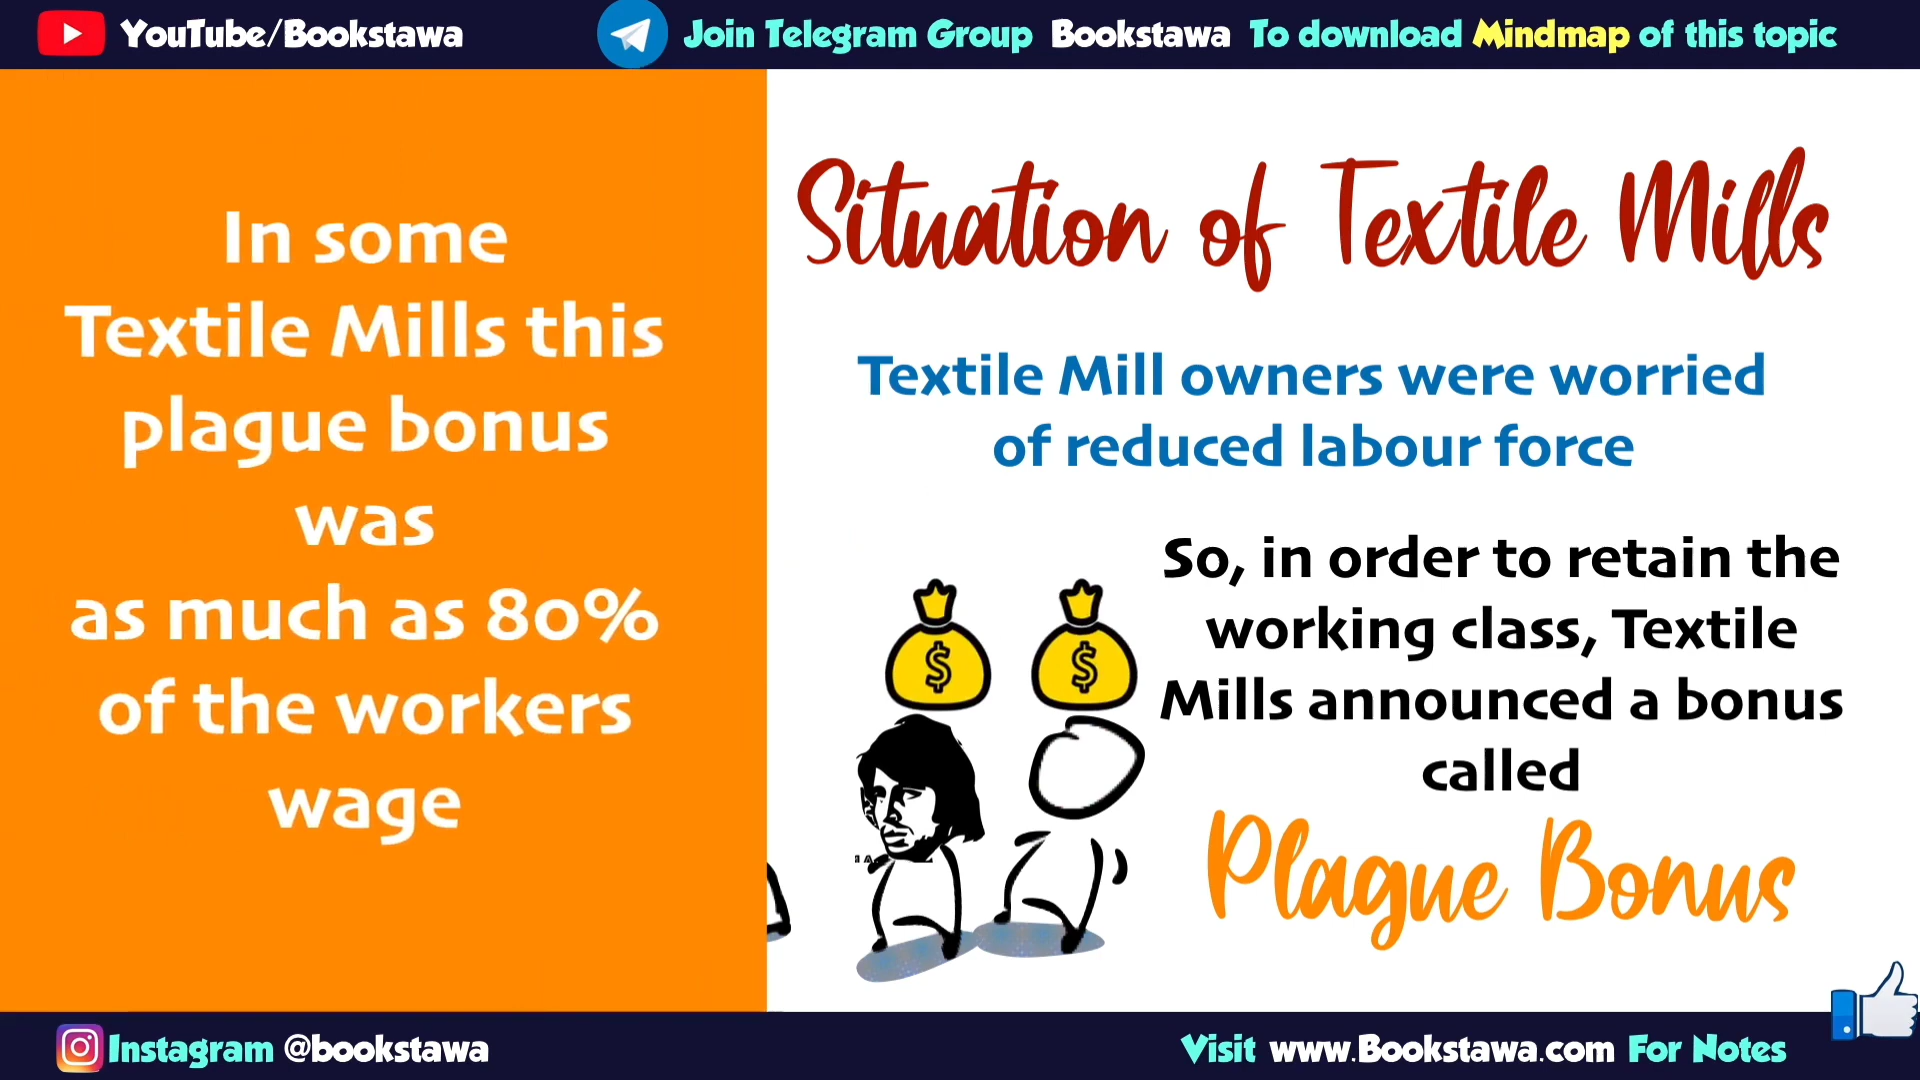 YouTube/Bookstawa
Join Telegram Group Bookstawa To download Mindmap of this topic
In some
Textile Mills this
plague bonus
was
as much as 80%
of the workers
wage
Situation of Textile Mills
Textile Mill owners were worried
of reduced labour force
So, in order to retain the
working class, Textile
Mills announced a bonus
called
Plague Bonus
$ $
Instagram @bookstawa
Visit www.Bookstawa.com For Notes